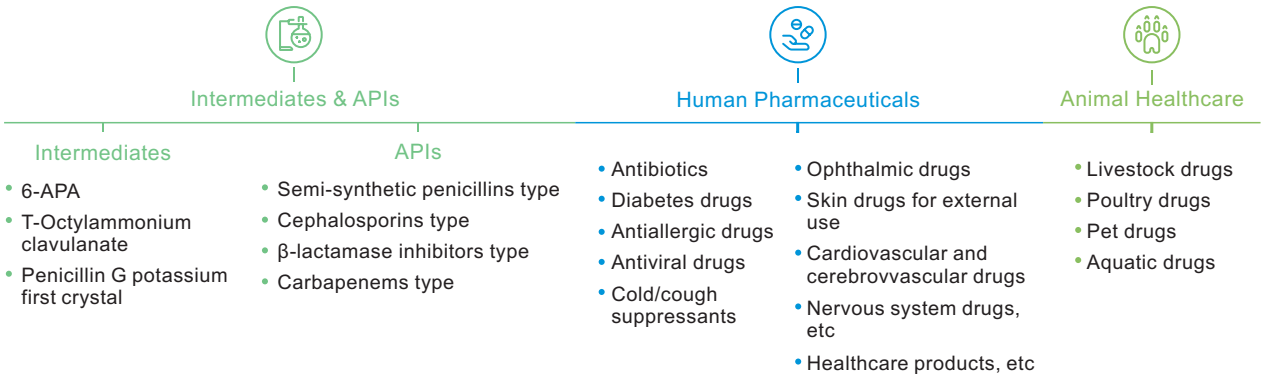 Intermediates & APIs
Intermediates
6-APA
T-Octylammonium
clavulanate
Penicillin G potassium
first crystal
APIs
Semi-synthetic penicillins type
Cephalosporins type
β-lactamase inhibitors type
Carbapenems type
Human Pharmaceuticals
Antibiotics
Diabetes drugs
Antiallergic drugs
Antiviral drugs
Cold/cough
suppressants
Ophthalmic drugs
Skin drugs for external
use
Cardiovascular and
cerebrovvascular drugs
Nervous system drugs,
etc
Healthcare products, etc
Animal Healthcare
Livestock drugs
Poultry drugs
Pet drugs
Aquatic drugs